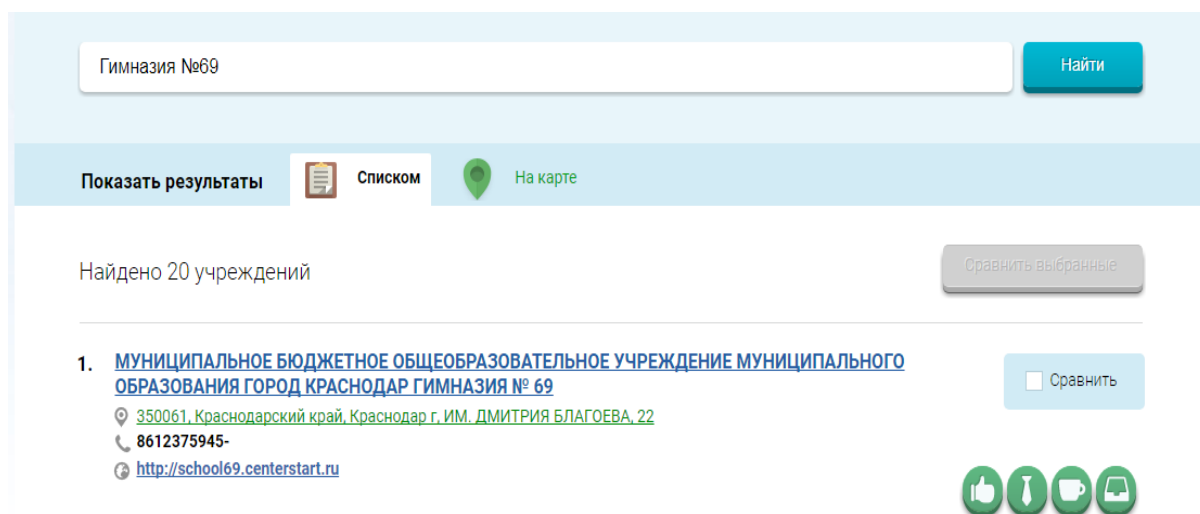 Гимназия №69
Найти
Показать результаты
Списком
На карте
Найдено 20 учреждений
Сравнить выбранные
1. МУНИЦИПАЛЬНОЕ БЮДЖЕТНОЕ ОБЩЕОБРАЗОВАТЕЛЬНОЕ УЧРЕЖДЕНИЕ МУНИЦИПАЛЬНОГО
ОБРАЗОВАНИЯ ГОРОД КРАСНОДАР ГИМНАЗИЯ № 69
Сравнить
350061, Краснодарский край, Краснодар г, ИМ. ДМИТРИЯ БЛАГОЕВА, 22
8612375945-
http://school69.centerstart.ru